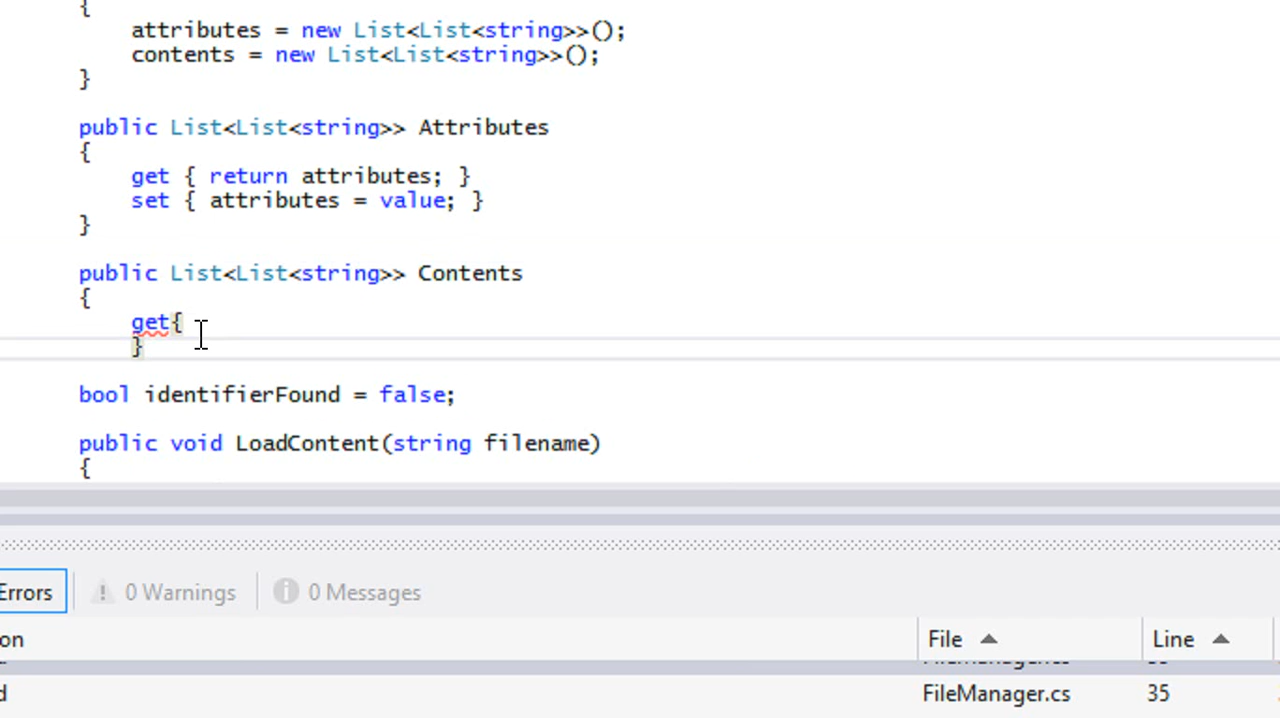 {
attributes = new List<List<string>>();
contents = new List<List<string>>();
}
public List<List<string>> Attributes
{
get { return attributes; }
set { attributes = value; }
}
public List<List<string>> Contents
{
get{
}
bool identifierFound = false;
public void LoadContent(string filename)
{
Errors 0 Warnings 0 Messages
on File Line
d FileManager.cs 35